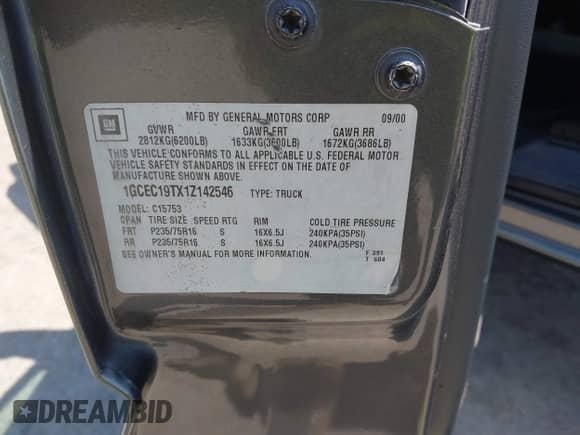 GM
MFD BY GENERAL MOTORS CORP 09/00
GVWR GAWR FRT GAWR RR
2812KG(6200LB) 1633KG(3600LB) 1672KG(3686LB)
THIS VEHICLE CONFORMS TO ALL APPLICABLE U.S. FEDERAL MOTOR
VEHICLE SAFETY STANDARDS IN EFFECT ON THE DATE OF
MANUFACTURE SHOWN ABOVE.
1GCEC19TX1Z142546 TYPE: TRUCK
MODEL: C15753
TIRE SIZE SPEED RTG RIM COLD TIRE PRESSURE
FRT P235/75R16 S 16X6.5J 240KPA(35PSI)
RR P235/75R16 S 16X6.5J 240KPA(35PSI)
SEE OWNER'S MANUAL FOR MORE INFORMATION.
DREAMBID